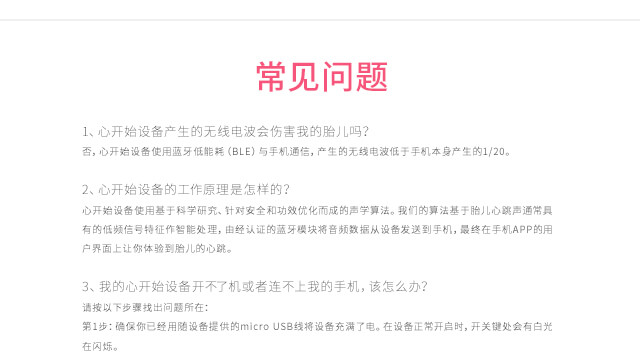 常见问题
1、心开始设备产生的无线电波会伤害我的胎儿吗？
否，心开始设备使用蓝牙低能耗（BLE）与手机通信，产生的无线电波低于手机本身产生的1/20。
2、心开始设备的工作原理是怎样的？
心开始设备使用基于科学研究、针对安全和功效优化而成的声学算法。我们的算法基于胎儿心跳声通常具
有的低频信号特征作智能处理，由经认证的蓝牙模块将音频数据从设备发送到手机，最终在手机APP的用
户界面上让你体验到胎儿的心跳。
3、我的心开始设备开不了机或者连不上我的手机，该怎么办？
请按以下步骤找出问题所在：
第1步：确保你已经用随设备提供的micro USB线将设备充满了电。在设备正常开启时，开关键处会有白光
在闪烁。